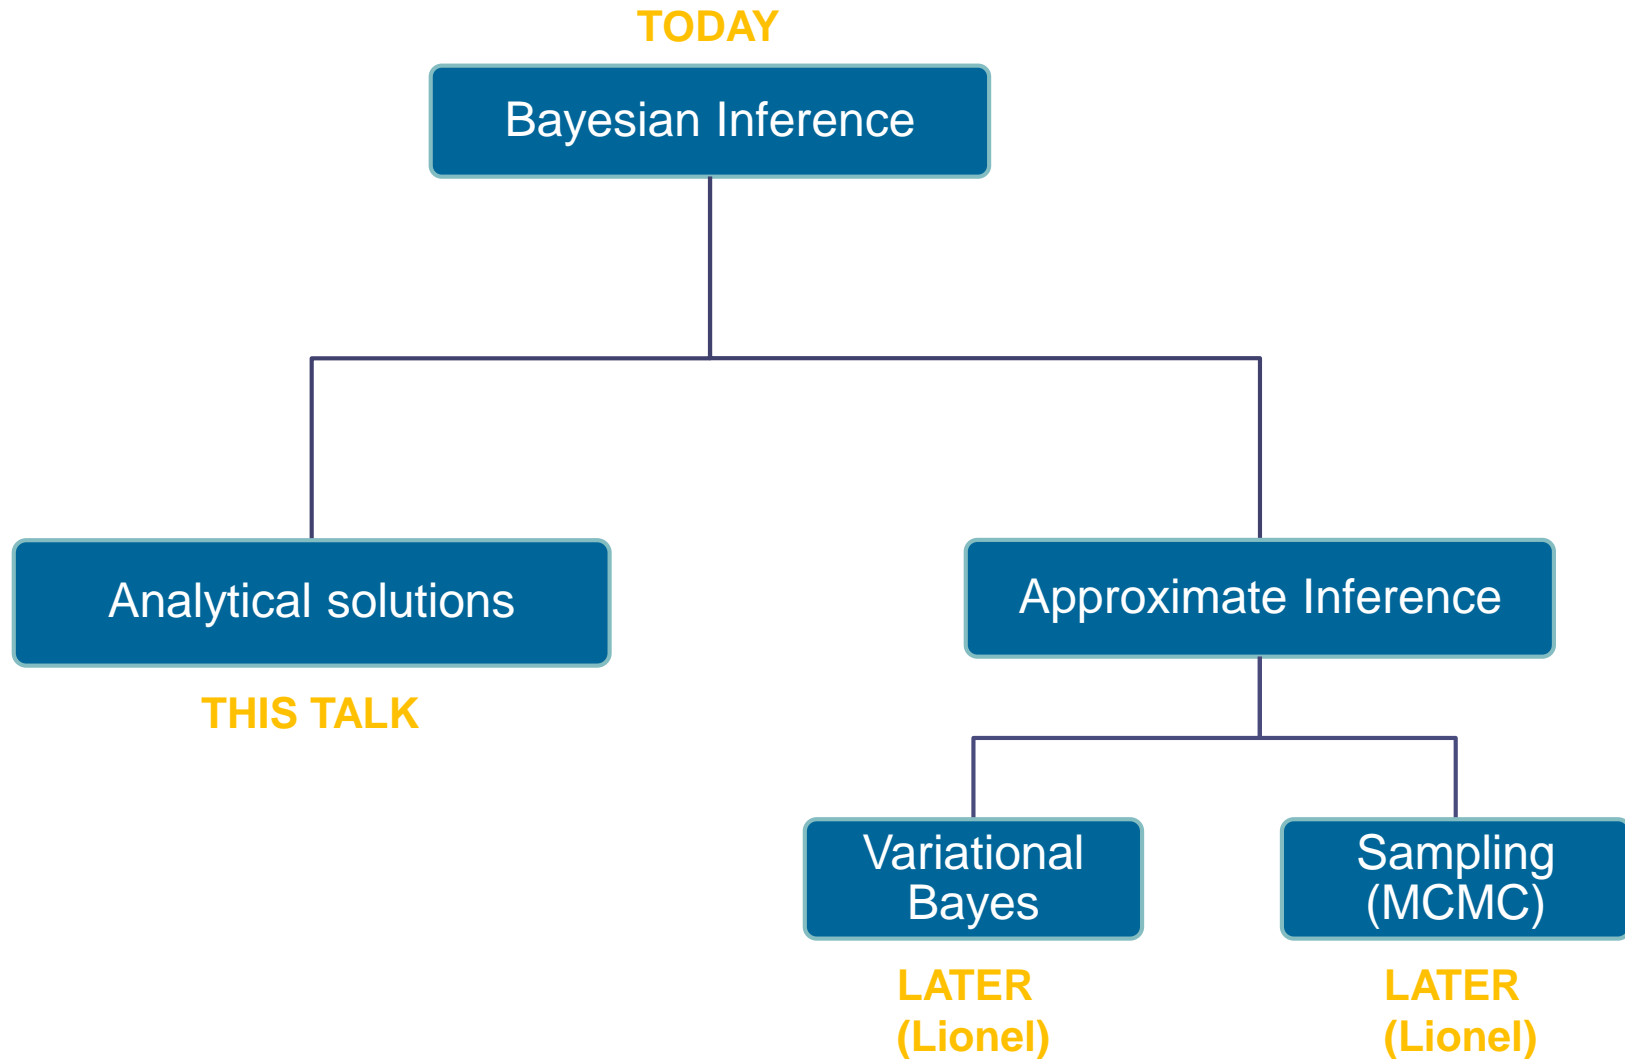 TODAY
Bayesian Inference
Analytical solutions
THIS TALK
Approximate Inference
Variational
Bayes
LATER
(Lionel)
Sampling
(MCMC)
LATER
(Lionel)